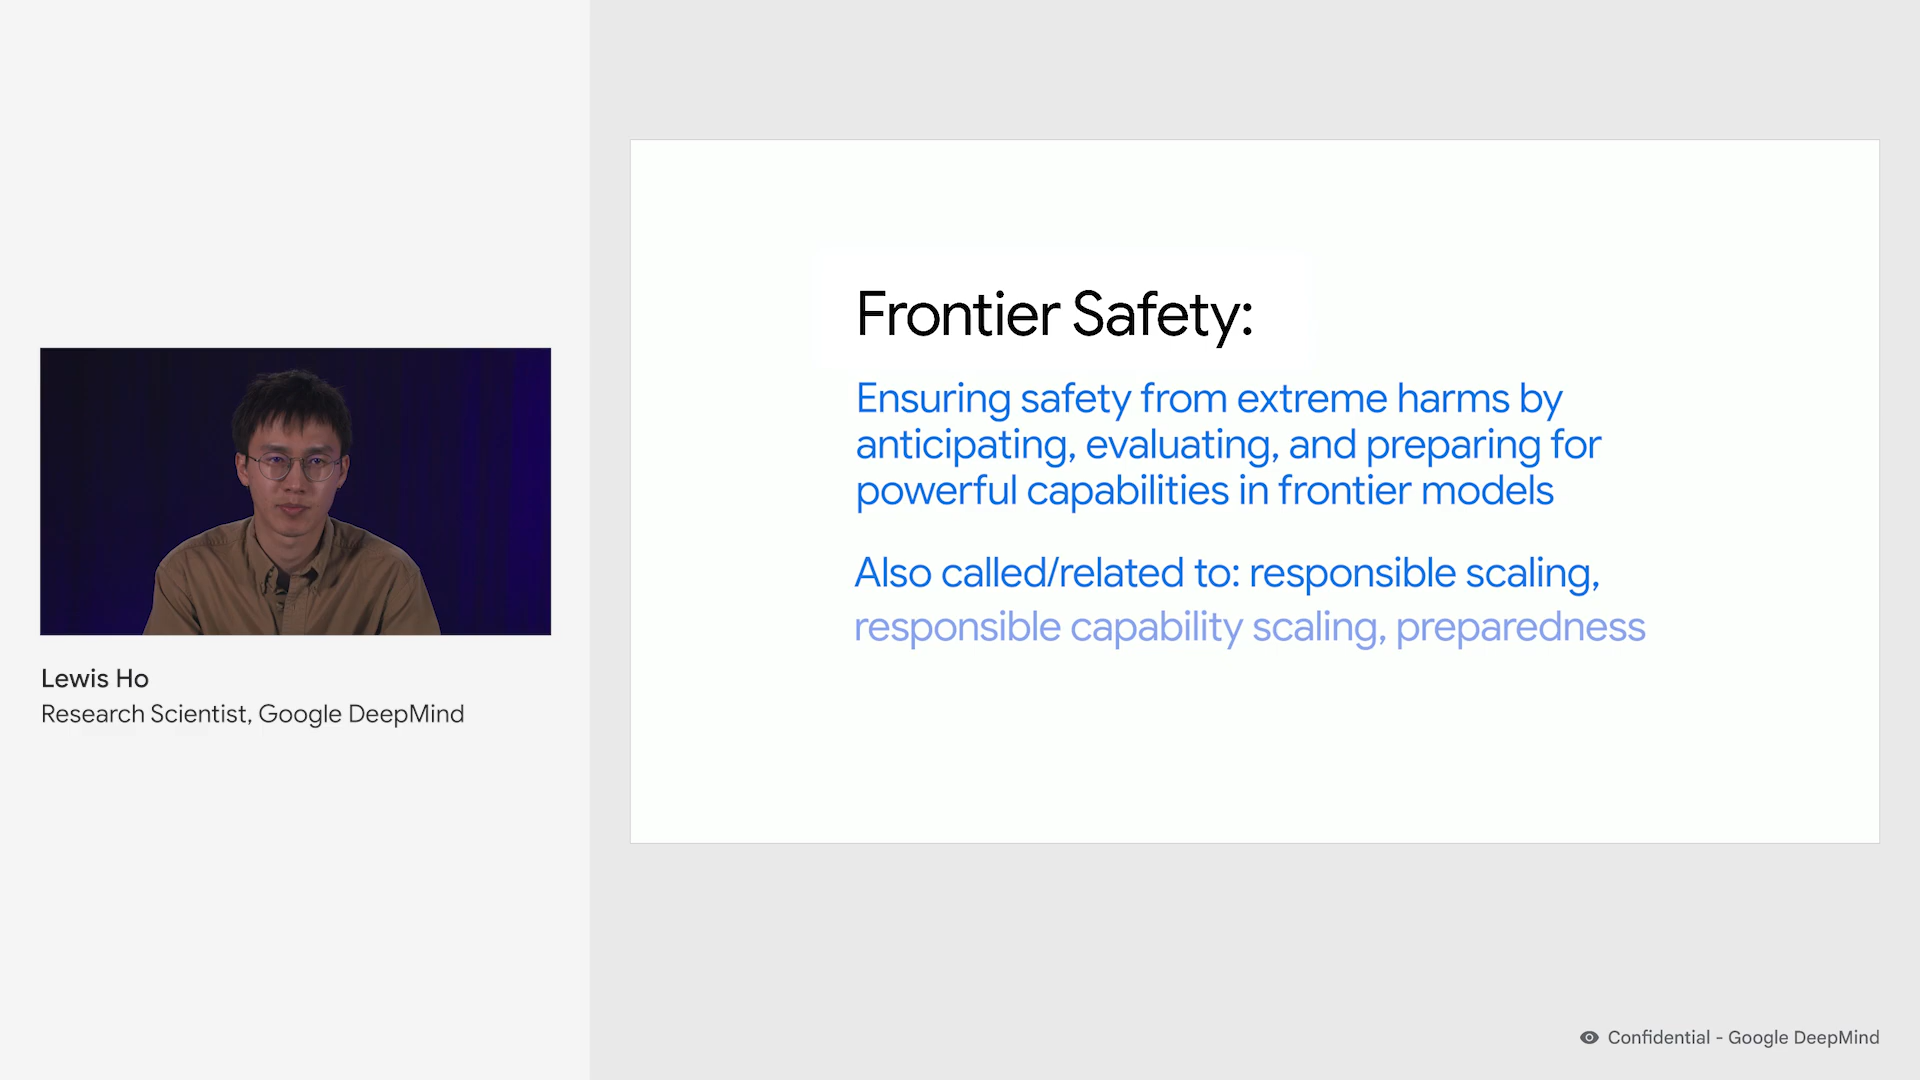 Lewis Ho
Research Scientist, Google DeepMind
Frontier Safety:
Ensuring safety from extreme harms by
anticipating, evaluating, and preparing for
powerful capabilities in frontier models
Also called/related to: responsible scaling,
responsible capability scaling, preparedness
Confidential - Google DeepMind